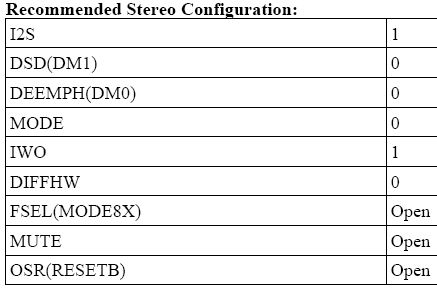 Recommended Stereo Configuration:
I2S 1
DSD(DM1) 0
DEEMPH(DM0) 0
MODE 0
IWO 1
DIFFHW 0
FSEL(MODE8X) Open
MUTE Open
OSR(RESETB) Open